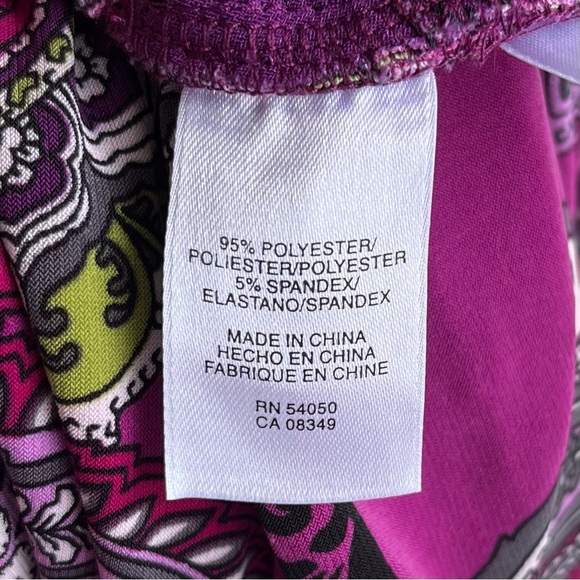 95% POLYESTER/
POLIESTER/POLYESTER
5% SPANDEX/
ELASTANO/SPANDEX
MADE IN CHINA
HECHO EN CHINA
FABRIQUE EN CHINE
RN 54050
CA 08349